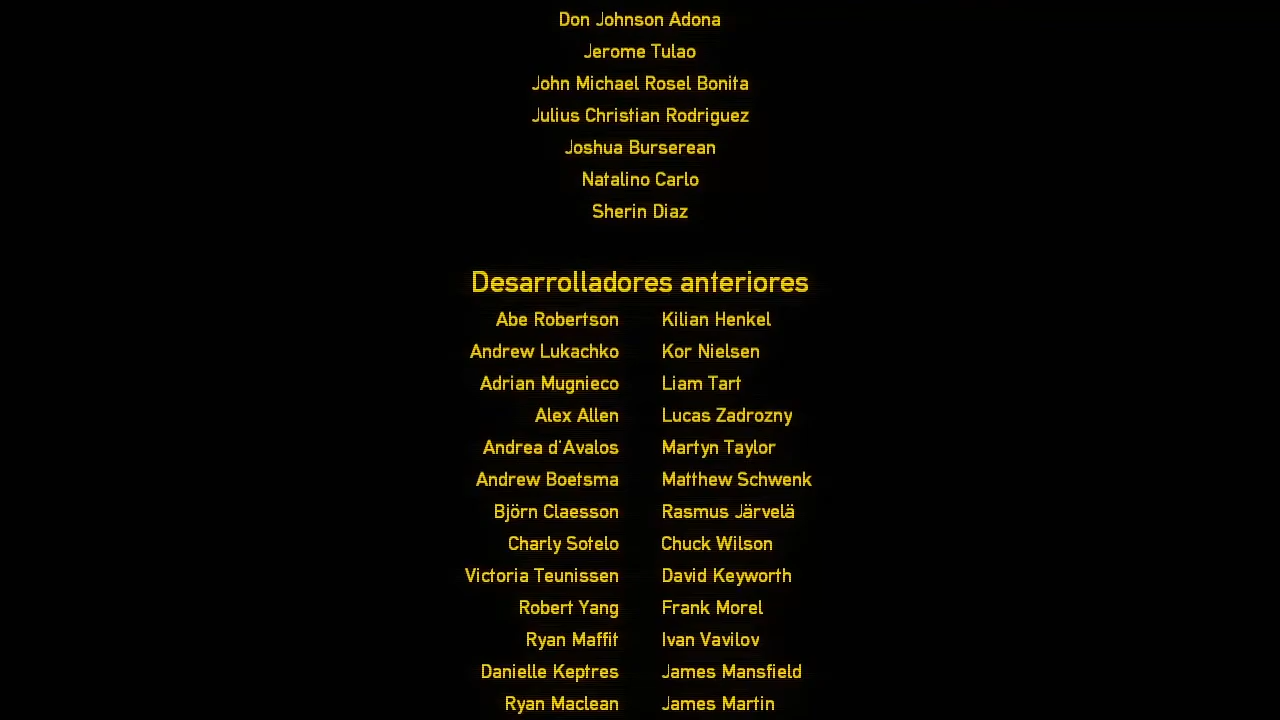 Don Johnson Adona
Jerome Tulao
John Michael Rosel Bonita
Julius Christian Rodriguez
Joshua Burserean
Natalino Carlo
Sherin Diaz
Desarrolladores anteriores
Abe Robertson Kilian Henkel
Andrew Lukachko Kor Nielsen
Adrian Mugnieco Liam Tart
Alex Allen Lucas Zadrozny
Andrea d'Avalos Martyn Taylor
Andrew Boetsma Matthew Schwenk
Björn Claesson Rasmus Järvelä
Charly Sotelo Chuck Wilson
Victoria Teunissen David Keyworth
Robert Yang Frank Morel
Ryan Maffit Ivan Vavilov
Danielle Keptres James Mansfield
Ryan Maclean James Martin